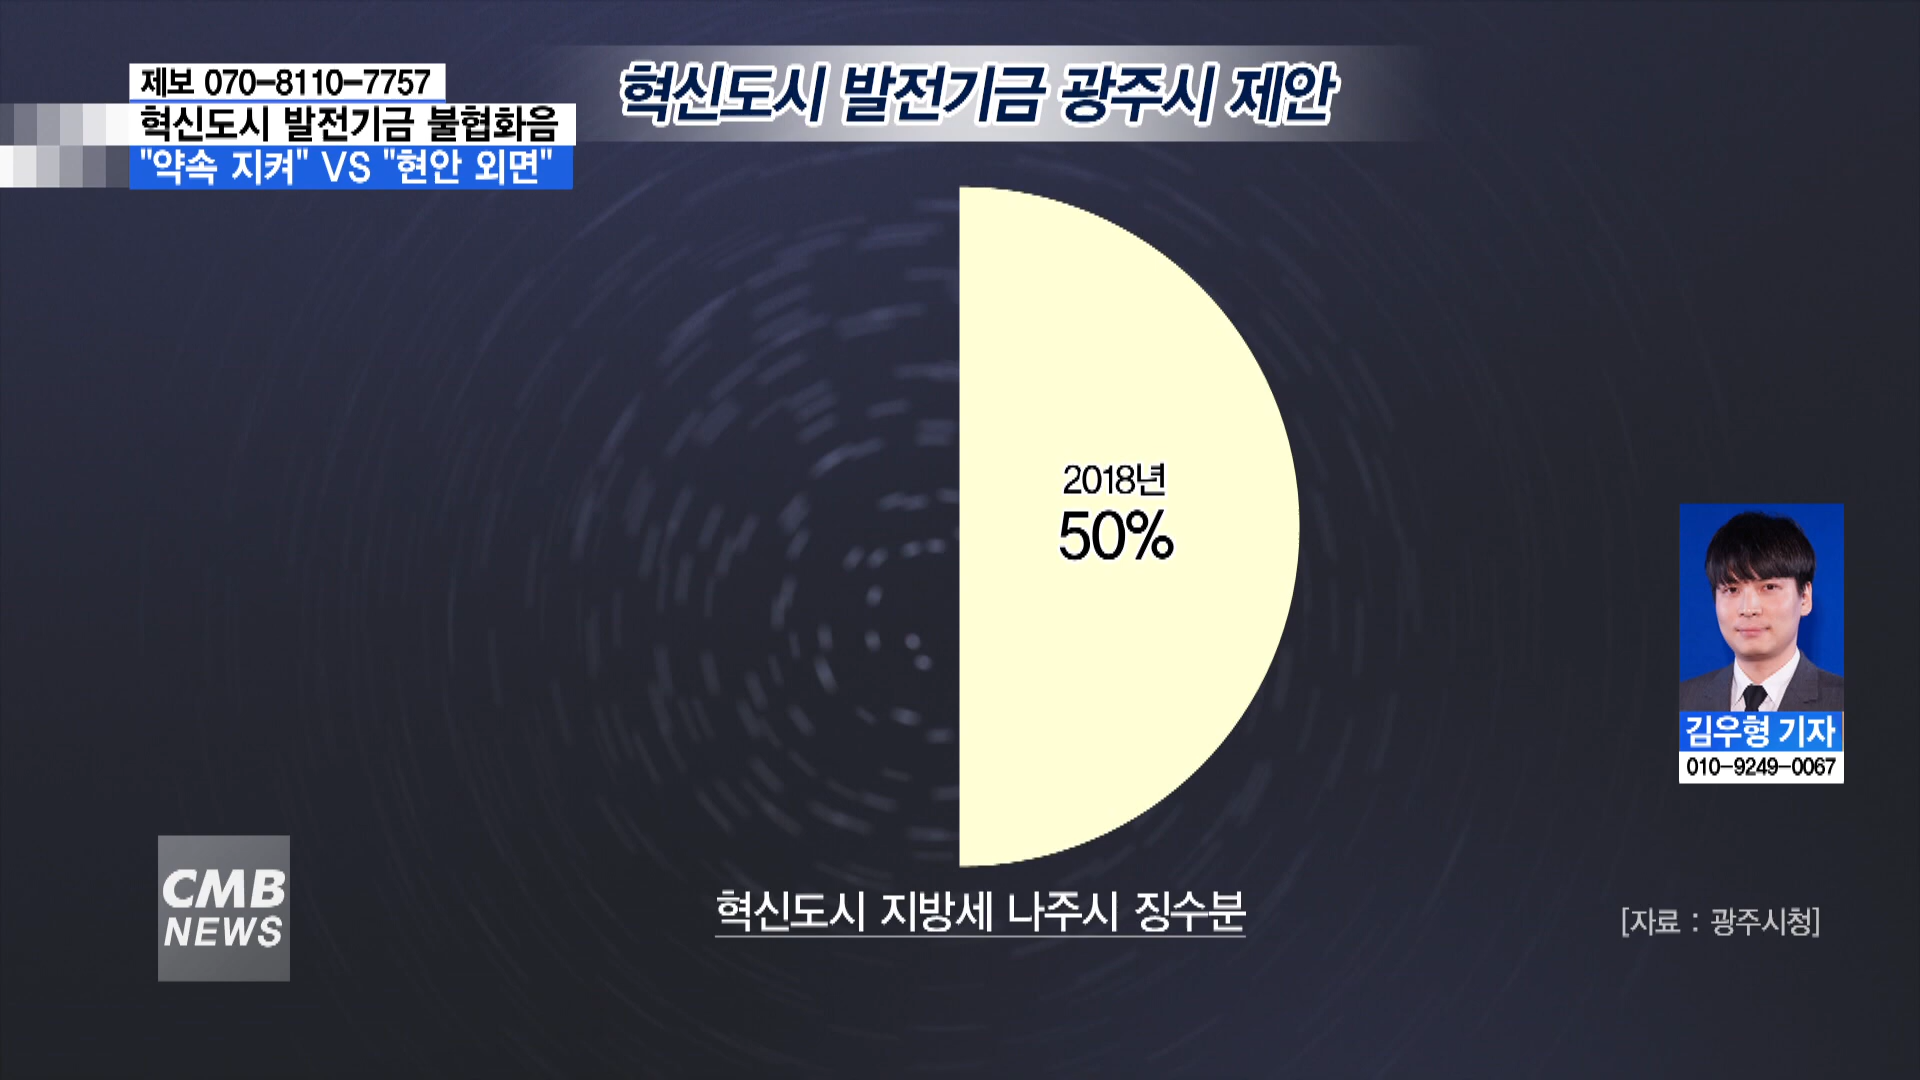 제보 070-8110-7757
혁신도시 발전기금 불협화음
"약속 지켜" VS "현안 외면"
혁신도시 발전기금 광주시 제안
2018년
50%
김우형 기자
010-9249-0067
혁신도시 지방세 나주시 징수분
[자료 : 광주시청]
CMB
NEWS